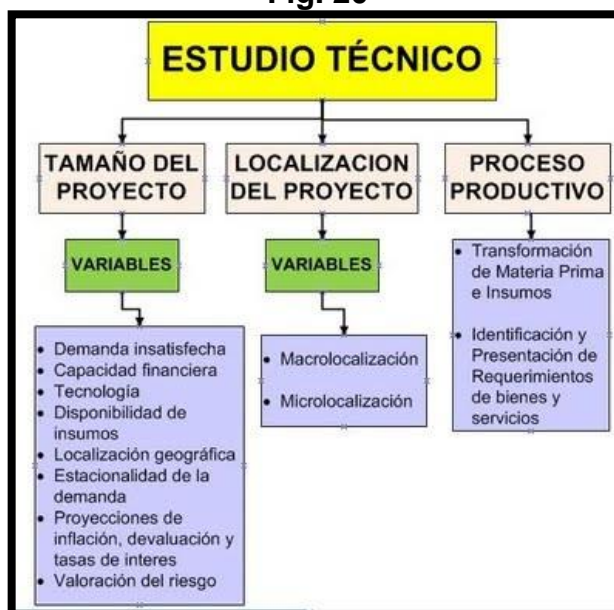 ESTUDIO TÉCNICO
TAMAÑO DEL
PROYECTO
VARIABLES
• Demanda insatisfecha
• Capacidad financiera
• Tecnología
• Disponibilidad de
insumos
• Localización geográfica
• Estacionalidad de la
demanda
• Proyecciones de
inflación, devaluación y
tasas de interes
• Valoración del riesgo
LOCALIZACION
DEL PROYECTO
VARIABLES
• Macrolocalización
• Microlocalización
PROCESO
PRODUCTIVO
• Transformación
de Materia Prima
e Insumos
• Identificación y
Presentación de
Requerimientos
de bienes y
servicios